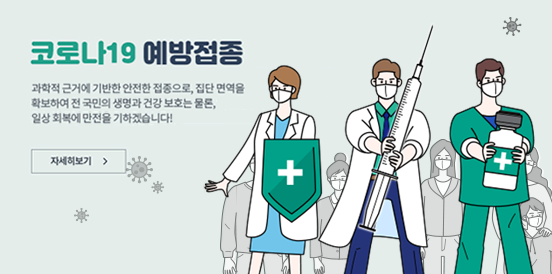 코로나19 예방접종
과학적 근거에 기반한 안전한 접종으로, 집단 면역을
확보하여 전 국민의 생명과 건강 보호는 물론,
일상 회복에 만전을 기하겠습니다!
자세히보기 >